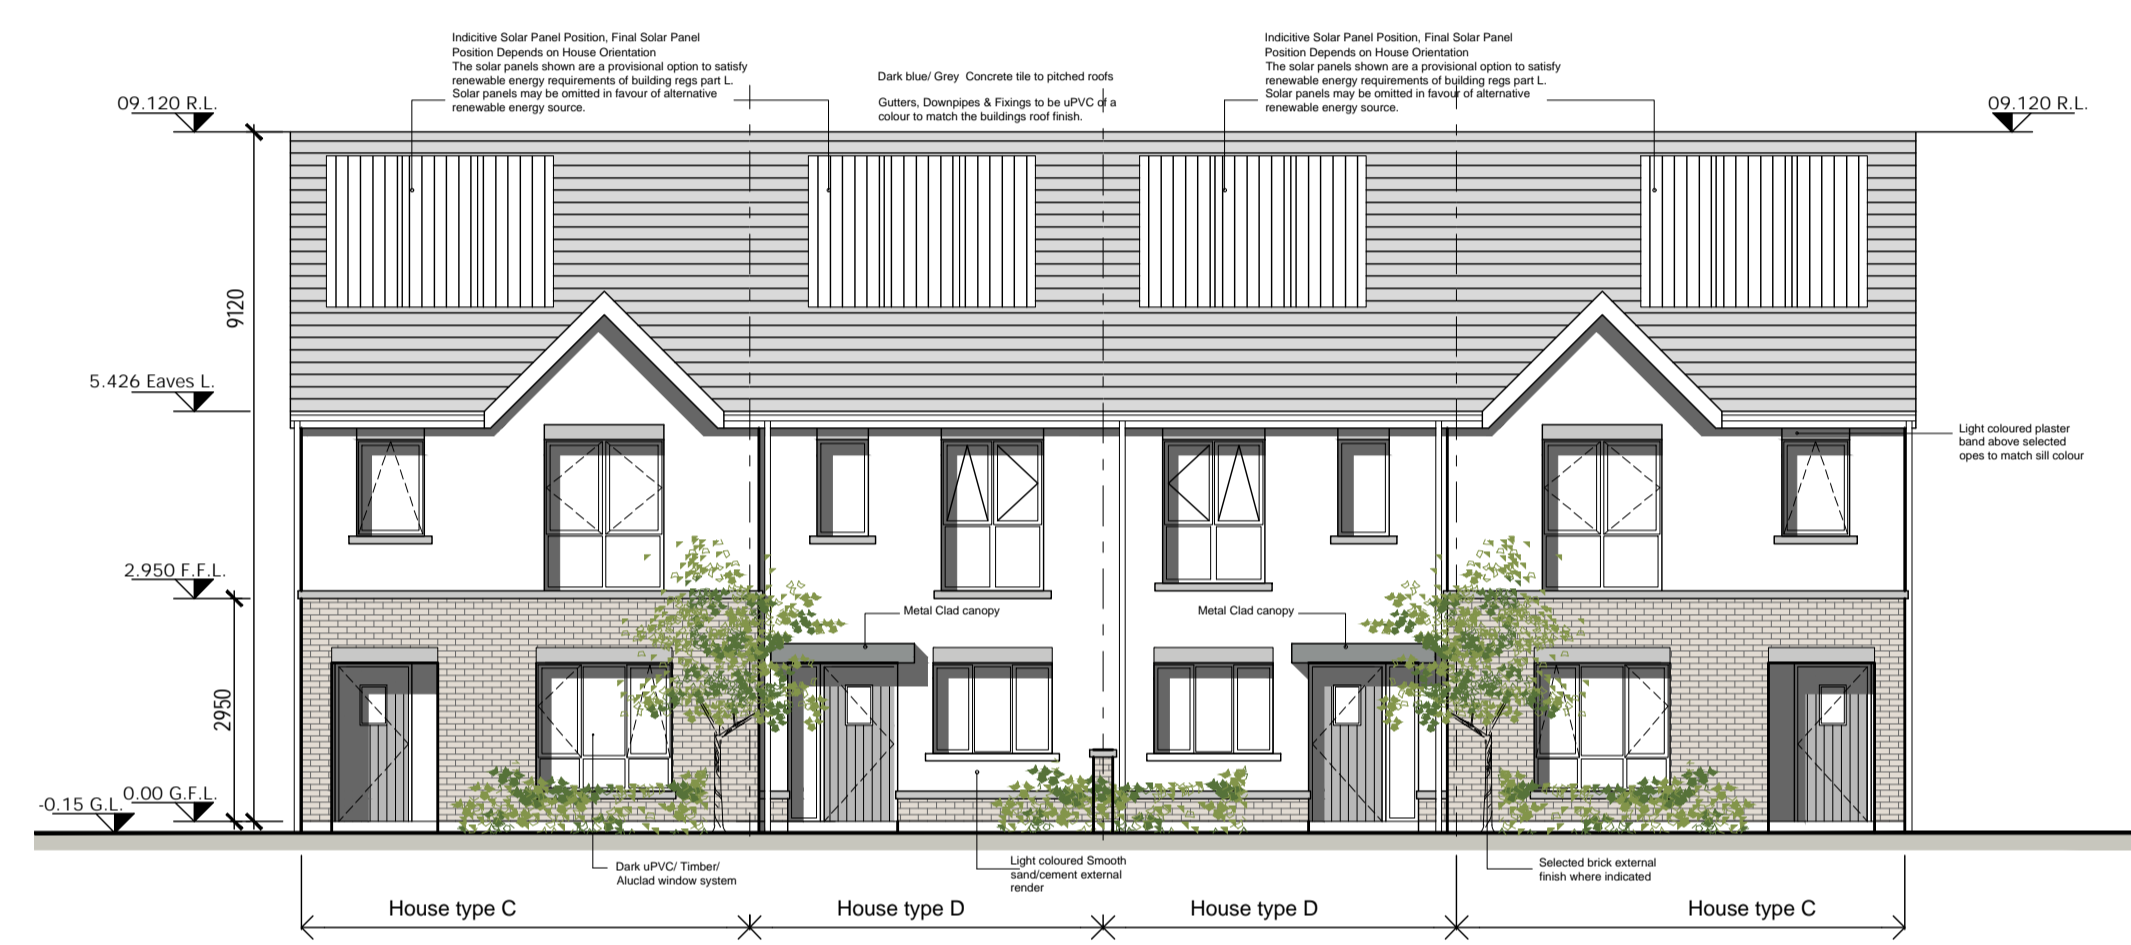 Indicitive Solar Panel Position, Final Solar Panel
Position Depends on House Orientation
The solar panels shown are a provisional option to satisfy
renewable energy requirements of building regs part L.
Solar panels may be omitted in favour of alternative
renewable energy source.
Dark blue/ Grey Concrete tile to pitched roofs
Gutters, Downpipes & Fixings to be uPVC of a
colour to match the buildings roof finish.
Indicitive Solar Panel Position, Final Solar Panel
Position Depends on House Orientation
The solar panels shown are a provisional option to satisfy
renewable energy requirements of building regs part L.
Solar panels may be omitted in favour of alternative
renewable energy source.
09.120 R.L.
09.120 R.L.
9120
5.426 Eaves L.
Light coloured plaster
band above selected
opes to match sill colour
2.950 F.F.L.
Metal Clad canopy
Metal Clad canopy
2950
0.00 G.F.L.
-0.15 G.L.
Dark uPVC/ Timber/
Aluclad window system
Light coloured Smooth
sand/cement external
render
Selected brick external
finish where indicated
House type C
House type D
House type D
House type C